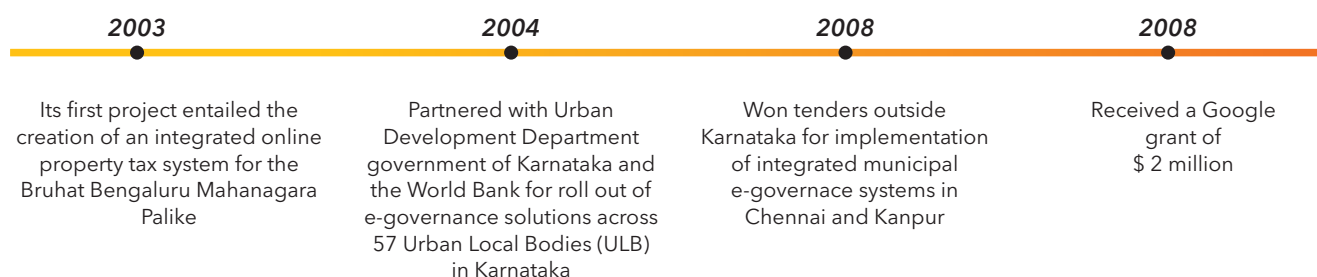 2003
Its first project entailed the
creation of an integrated online
property tax system for the
Bruhat Bengaluru Mahanagara
Palike
2004
Partnered with Urban
Development Department
government of Karnataka and
the World Bank for roll out of
e-governance solutions across
57 Urban Local Bodies (ULB)
in Karnataka
2008
Won tenders outside
Karnataka for implementation
of integrated municipal
e-governace systems in
Chennai and Kanpur
2008
Received a Google
grant of
$ 2 million